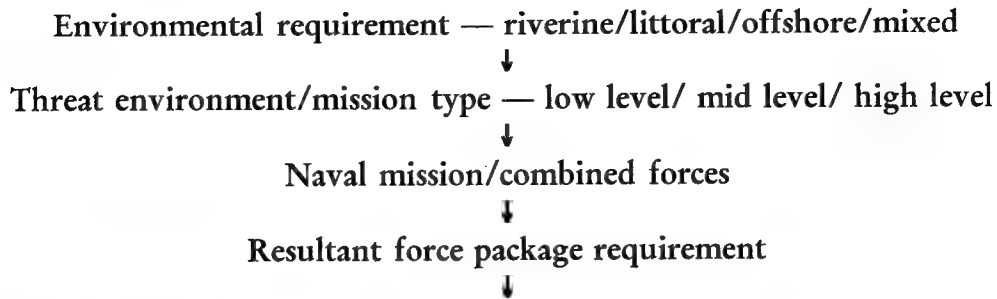 Environmental requirement — riverine/littoral/offshore/mixed
↓
Threat environment/mission type — low level/ mid level/ high level
↓
Naval mission/combined forces
↓
Resultant force package requirement
↓